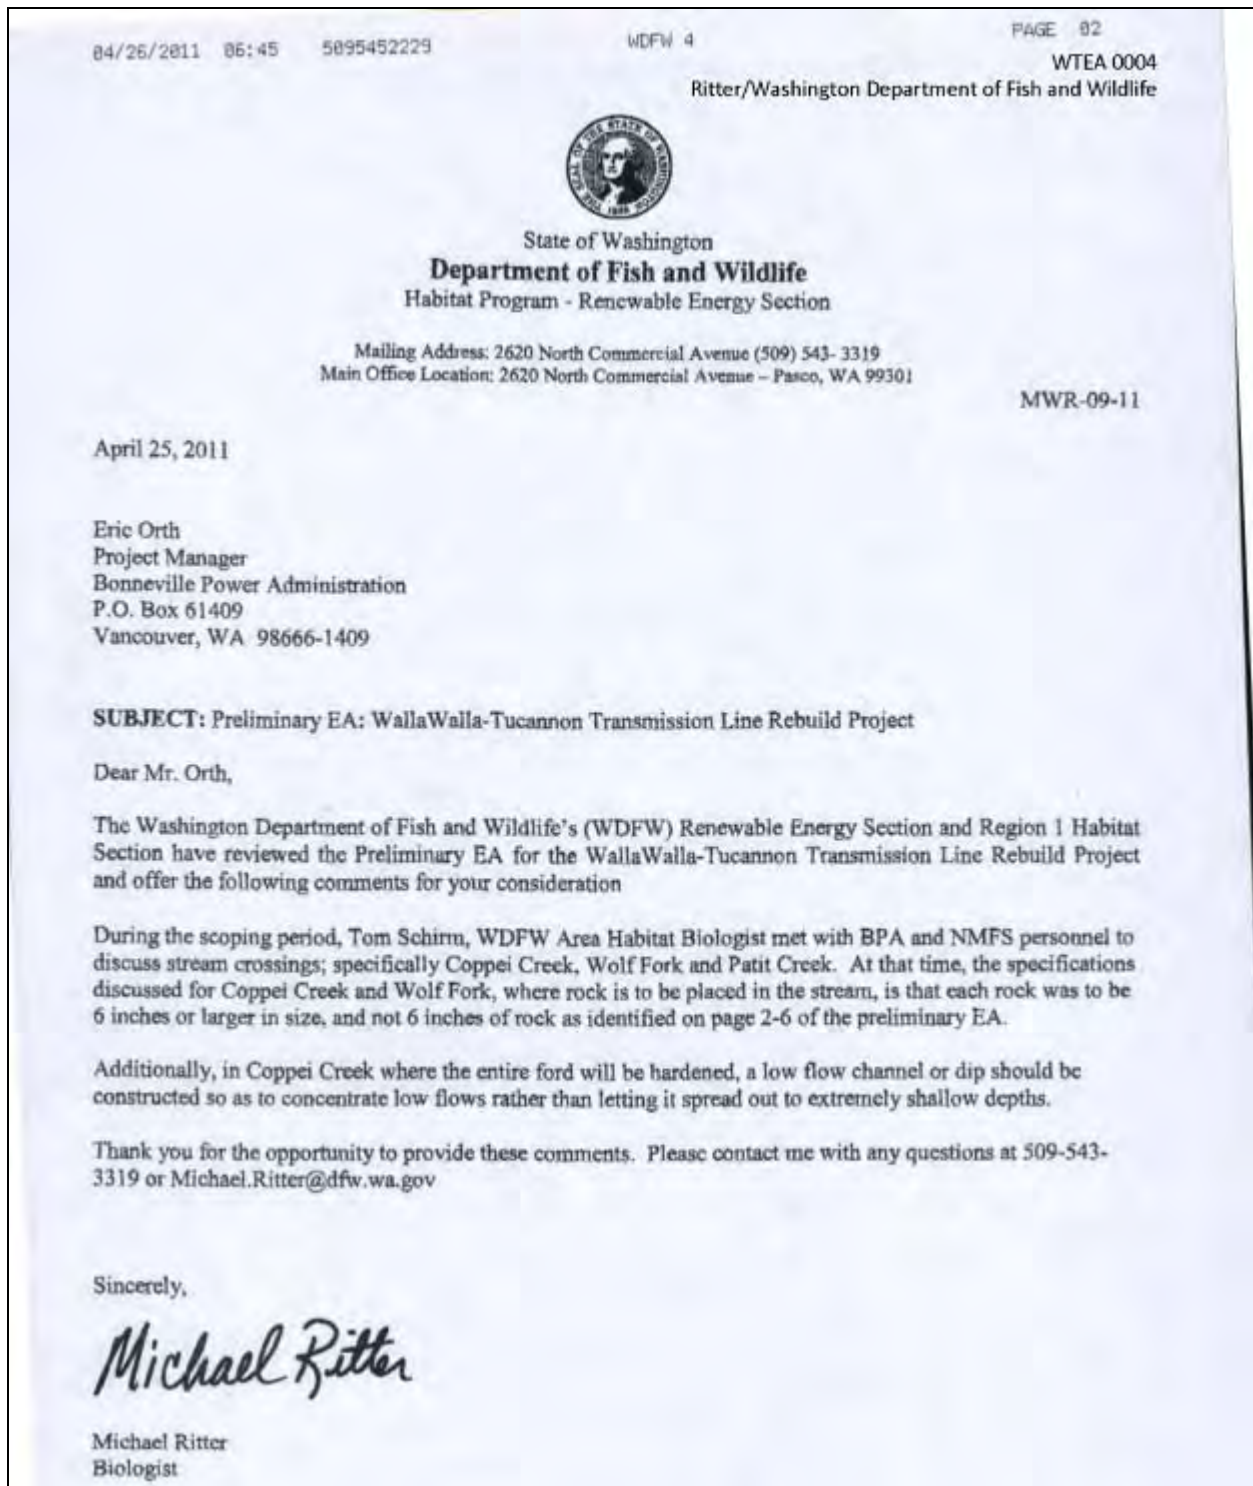 04/26/2011 06:45 5095452229 WDFW 4 PAGE 02
WTEA 0004
Ritter/Washington Department of Fish and Wildlife
THE SEAL OF THE STATE OF WASHINGTON
1889
State of Washington
Department of Fish and Wildlife
Habitat Program - Renewable Energy Section
Mailing Address: 2620 North Commercial Avenue (509) 543- 3319
Main Office Location: 2620 North Commercial Avenue – Pasco, WA 99301
MWR-09-11
April 25, 2011
Eric Orth
Project Manager
Bonneville Power Administration
P.O. Box 61409
Vancouver, WA 98666-1409
SUBJECT: Preliminary EA: WallaWalla-Tucannon Transmission Line Rebuild Project
Dear Mr. Orth,
The Washington Department of Fish and Wildlife's (WDFW) Renewable Energy Section and Region 1 Habitat
Section have reviewed the Preliminary EA for the WallaWalla-Tucannon Transmission Line Rebuild Project
and offer the following comments for your consideration
During the scoping period, Tom Schirm, WDFW Area Habitat Biologist met with BPA and NMFS personnel to
discuss stream crossings; specifically Coppei Creek, Wolf Fork and Patit Creek. At that time, the specifications
discussed for Coppei Creek and Wolf Fork, where rock is to be placed in the stream, is that each rock was to be
6 inches or larger in size, and not 6 inches of rock as identified on page 2-6 of the preliminary EA.
Additionally, in Coppei Creek where the entire ford will be hardened, a low flow channel or dip should be
constructed so as to concentrate low flows rather than letting it spread out to extremely shallow depths.
Thank you for the opportunity to provide these comments. Please contact me with any questions at 509-543-
3319 or Michael.Ritter@dfw.wa.gov
Sincerely,
Michael Ritter
Michael Ritter
Biologist